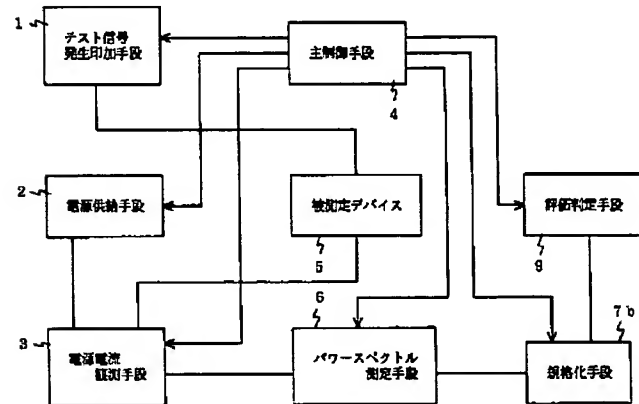 1
テスト信号
発生印加手段
主制御手段
4
2
電源供給手段
被測定デバイス
5
評価判定手段
9
3
電源電流
観測手段
6
パワースペクトル
測定手段
7b
規格化手段